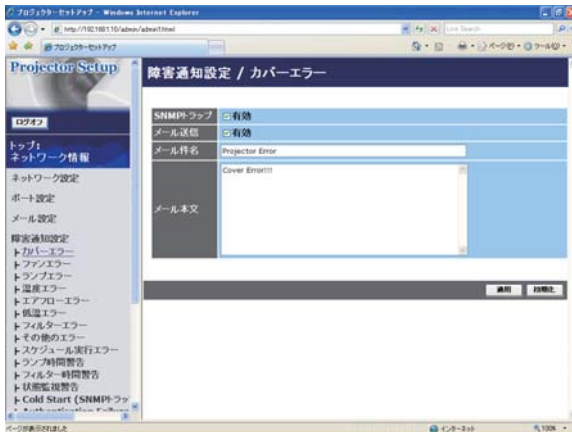 プロジェクターセットアップ - Windows Internet Explorer
http://192.168.1.10/admin/admin1.html
Live Search
プロジェクターセットアップ
ページ(P)
ツール(O)
Projector Setup
ログオフ
トップ:
ネットワーク情報
ネットワーク設定
ポート設定
メール設定
障害通知設定
カバーエラー
ファンエラー
ランプエラー
温度エラー
エアフローエラー
低温エラー
フィルターエラー
その他のエラー
スケジュール実行エラー
ランプ時間警告
フィルター時間警告
状態監視警告
Cold Start (SNMPトラッ
障害通知設定 / カバーエラー
SNMPトラップ 有効
メール送信 有効
メール件名 Projector Error
メール本文 Cover Error!!!
適用 初期化
ページが表示されました
インターネット
100%